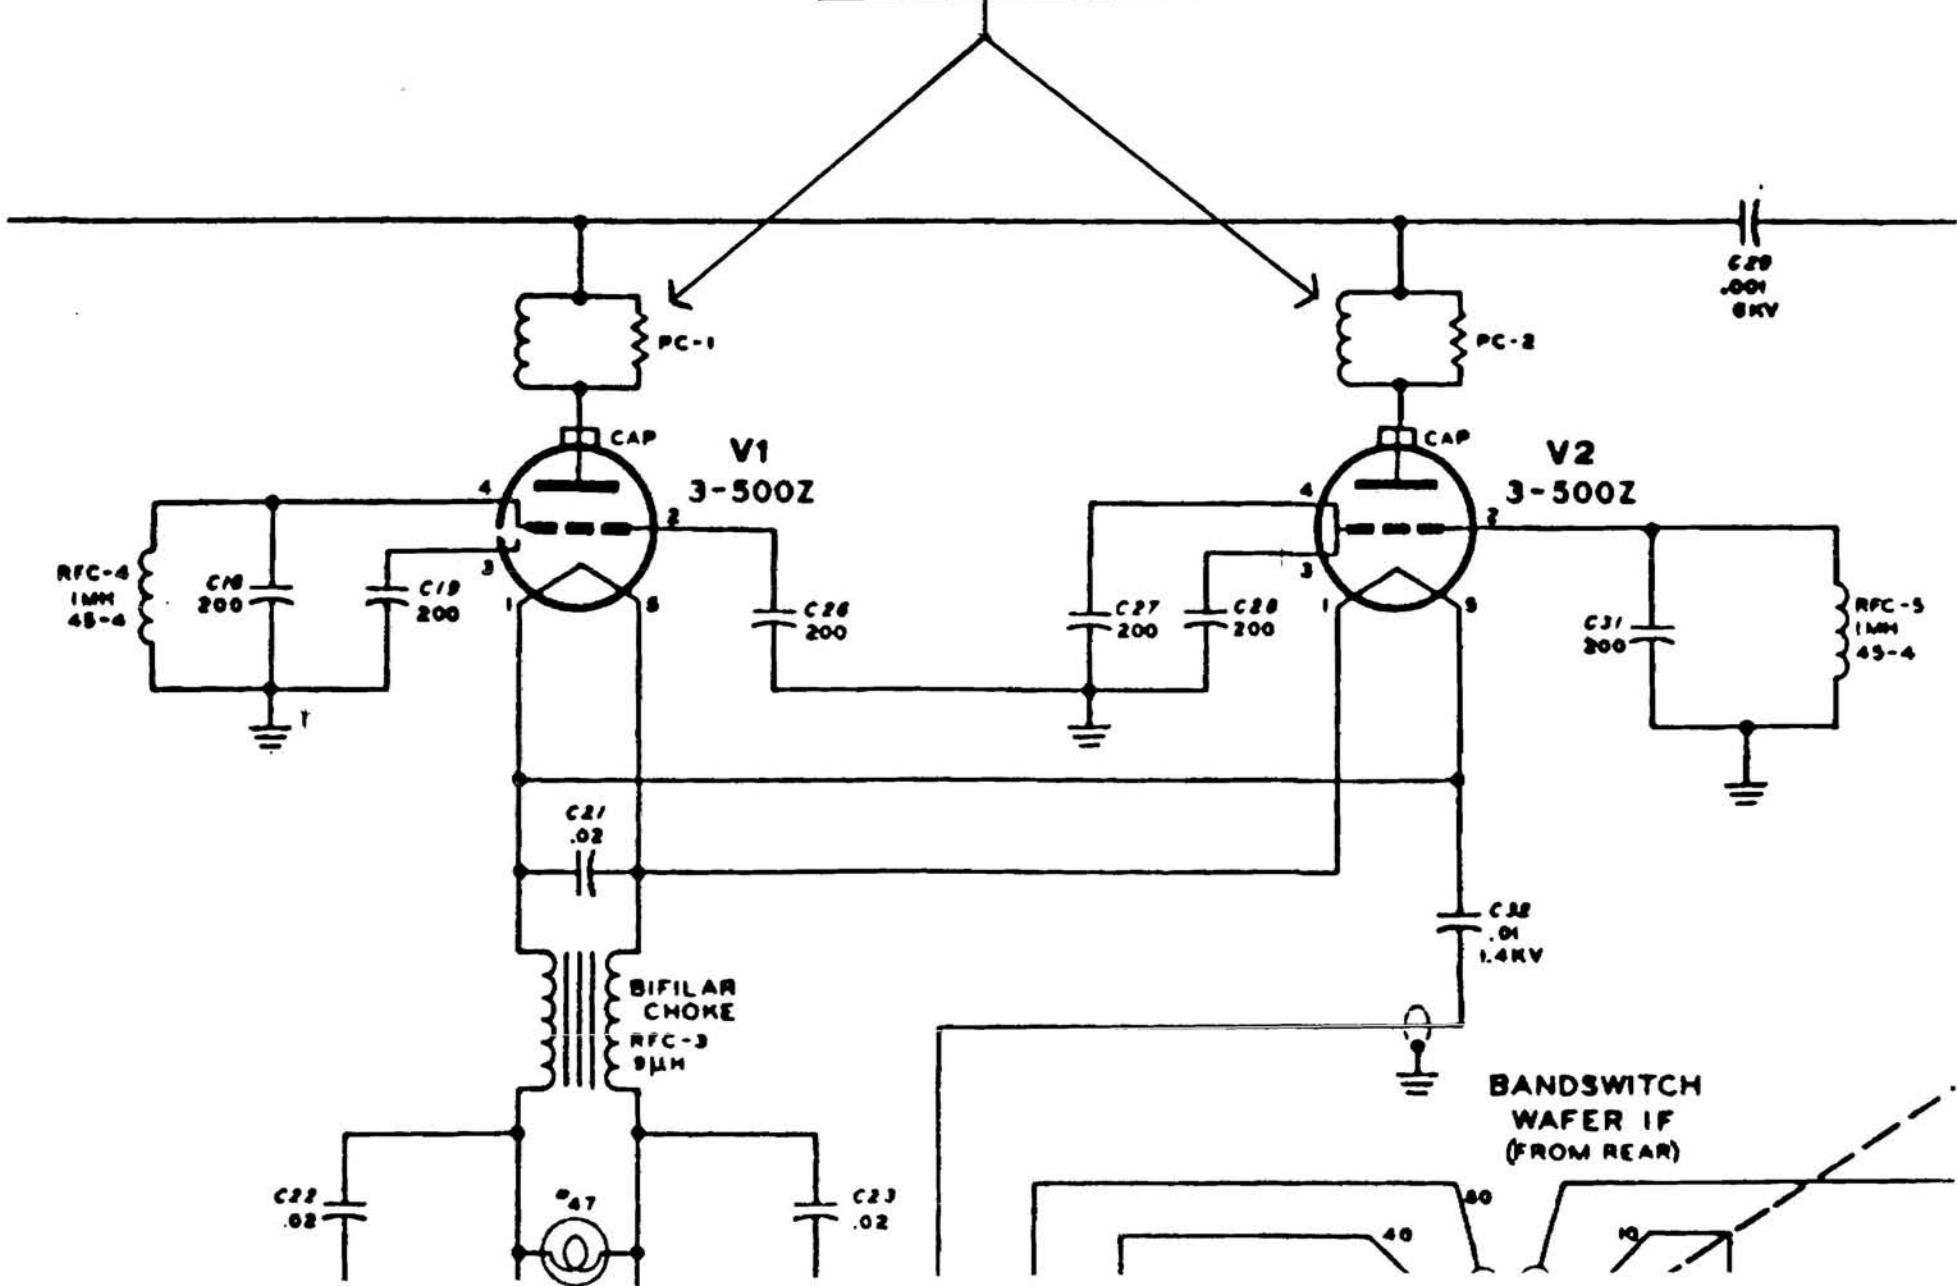 C29
.001
6KV
PC-1
PC-2
CAP
V1
3-500Z
4
2
3
1
5
CAP
V2
3-500Z
4
2
3
1
5
RFC-4
1MH
45-4
C18
200
C19
200
C26
200
C27
200
C28
200
C31
200
RFC-5
1MH
45-4
C21
.02
C32
.01
1.4KV
BIFILAR
CHOKE
RFC-3
9µH
BANDSWITCH
WAFER 1F
(FROM REAR)
C22
.02
#47
C23
.02
80
40
10